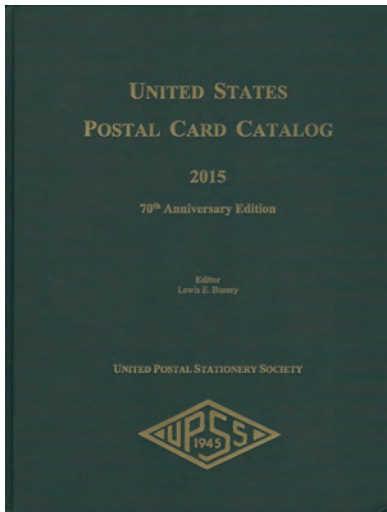 UNITED STATES
POSTAL CARD CATALOG
2015
70th Anniversary Edition
Editor
Lewis E. Bussey
UNITED POSTAL STATIONERY SOCIETY
UPSS
1945